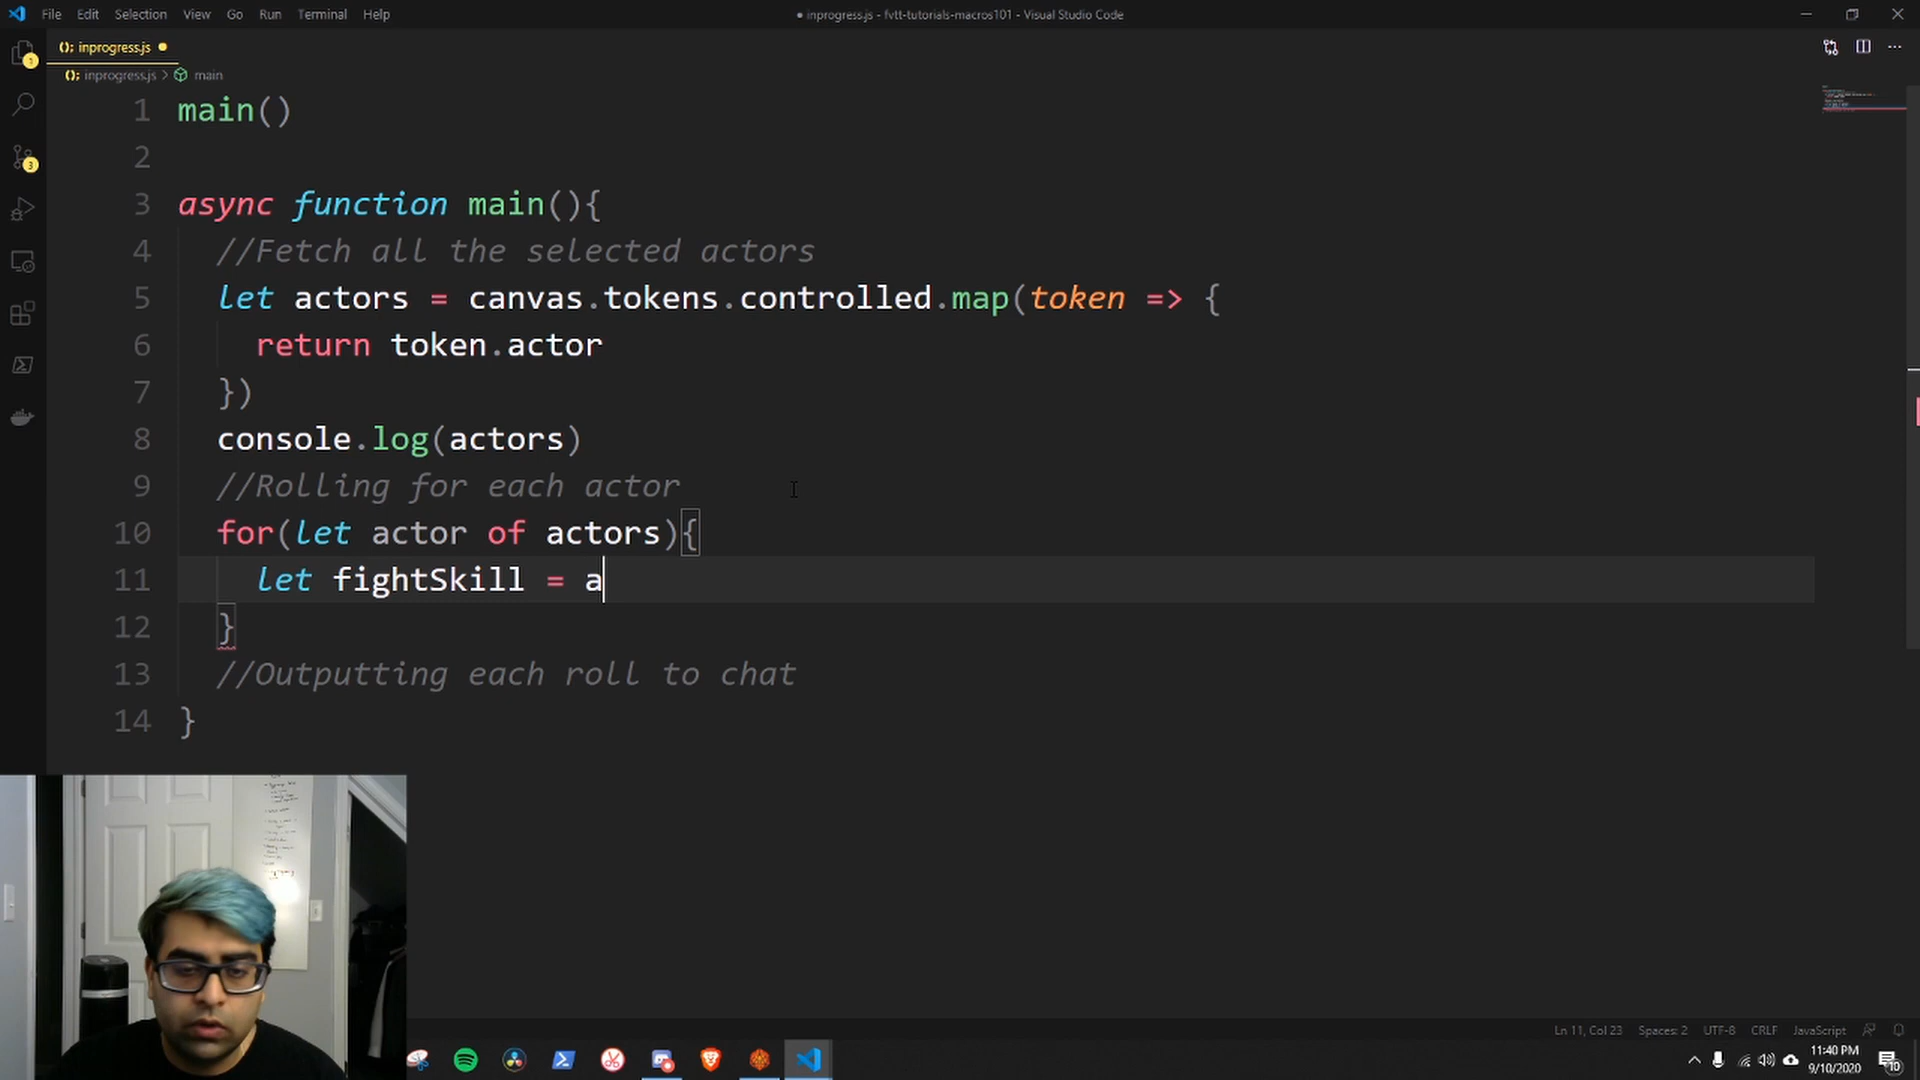 File Edit Selection View Go Run Terminal Help
● inprogress.js - fvtt-tutorials-macros101 - Visual Studio Code
inprogress.js
inprogress.js > main
1 main()
2
3 async function main(){
4 //Fetch all the selected actors
5 let actors = canvas.tokens.controlled.map(token => {
6 return token.actor
7 })
8 console.log(actors)
9 //Rolling for each actor
10 for(let actor of actors){
11 let fightSkill = a
12 }
13 //Outputting each roll to chat
14 }
Ln 11, Col 23 Spaces: 2 UTF-8 CRLF JavaScript
11:40 PM
9/10/2020
3
3
10